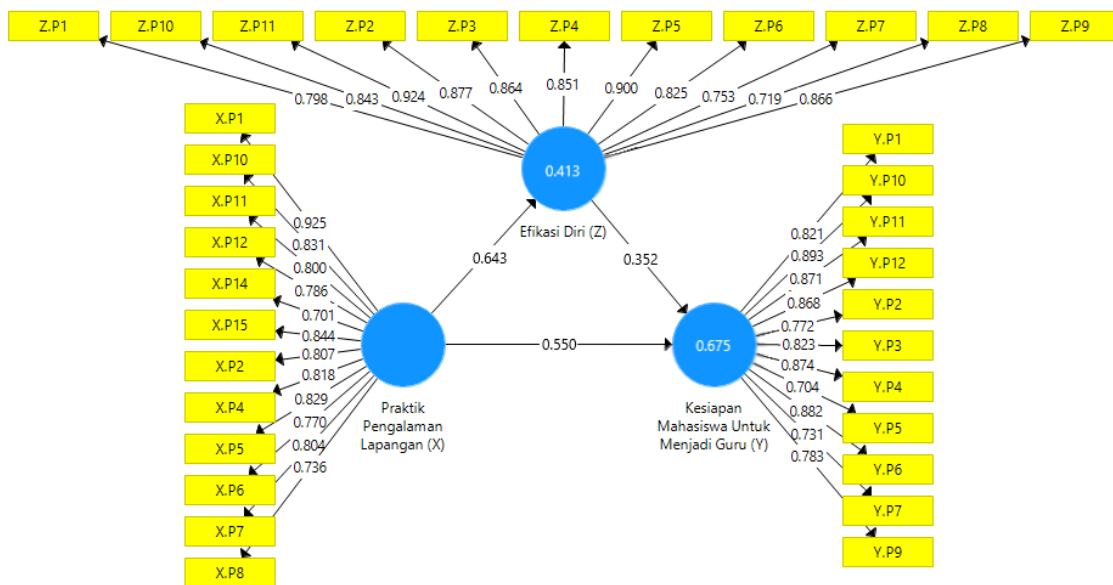 Z.P1 Z.P10 Z.P11 Z.P2 Z.P3 Z.P4 Z.P5 Z.P6 Z.P7 Z.P8 Z.P9
0.798 0.843 0.924 0.877 0.864 0.851 0.900 0.825 0.753 0.719 0.866
0.413
Efikasi Diri (Z)
X.P1
X.P10
X.P11
X.P12
X.P14
X.P15
X.P2
X.P4
X.P5
X.P6
X.P7
X.P8
0.925
0.831
0.800
0.786
0.701
0.844
0.807
0.818
0.829
0.770
0.804
0.736
Praktik
Pengalaman
Lapangan (X)
0.643
0.352
0.550
0.675
Kesiapan
Mahasiswa Untuk
Menjadi Guru (Y)
0.821
0.893
0.871
0.868
0.772
0.823
0.874
0.704
0.882
0.731
0.783
Y.P1
Y.P10
Y.P11
Y.P12
Y.P2
Y.P3
Y.P4
Y.P5
Y.P6
Y.P7
Y.P9